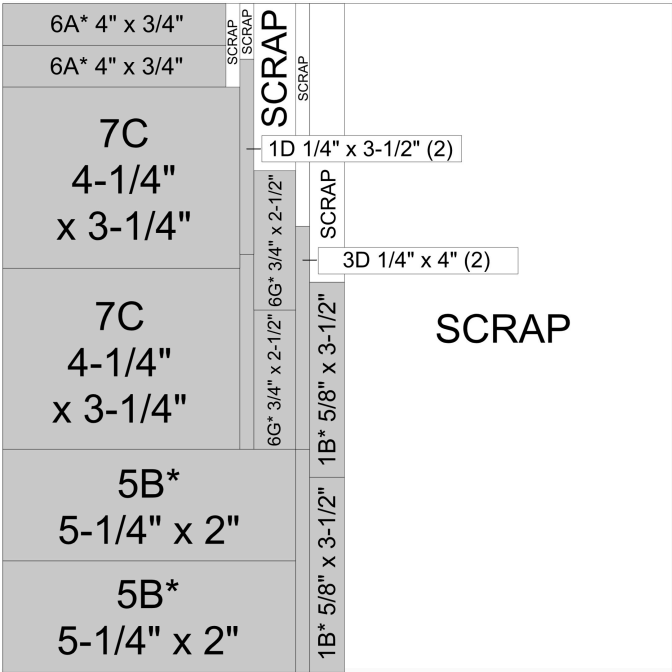 6A* 4" x 3/4"
6A* 4" x 3/4"
SCRAP
SCRAP
SCRAP
SCRAP
7C
4-1/4"
x 3-1/4"
1D 1/4" x 3-1/2" (2)
6G* 3/4" x 2-1/2"
SCRAP
3D 1/4" x 4" (2)
7C
4-1/4"
x 3-1/4"
6G* 3/4" x 2-1/2"
1B* 5/8" x 3-1/2"
SCRAP
5B*
5-1/4" x 2"
1B* 5/8" x 3-1/2"
5B*
5-1/4" x 2"